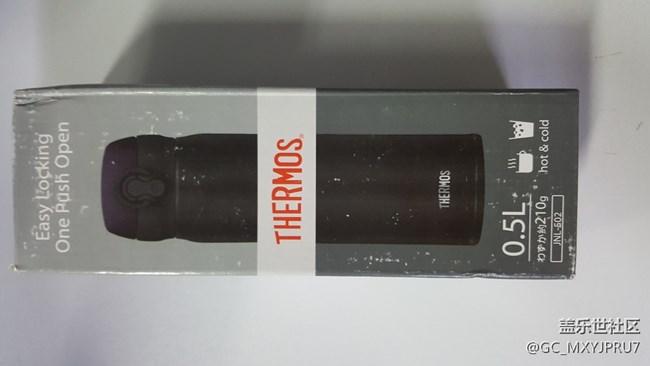 Easy Locking
One Push Open
THERMOS
THERMOS
hot & cold
0.5L
わずか約210g
JNL-602
盖乐世社区
@GC_MXYJPRU7